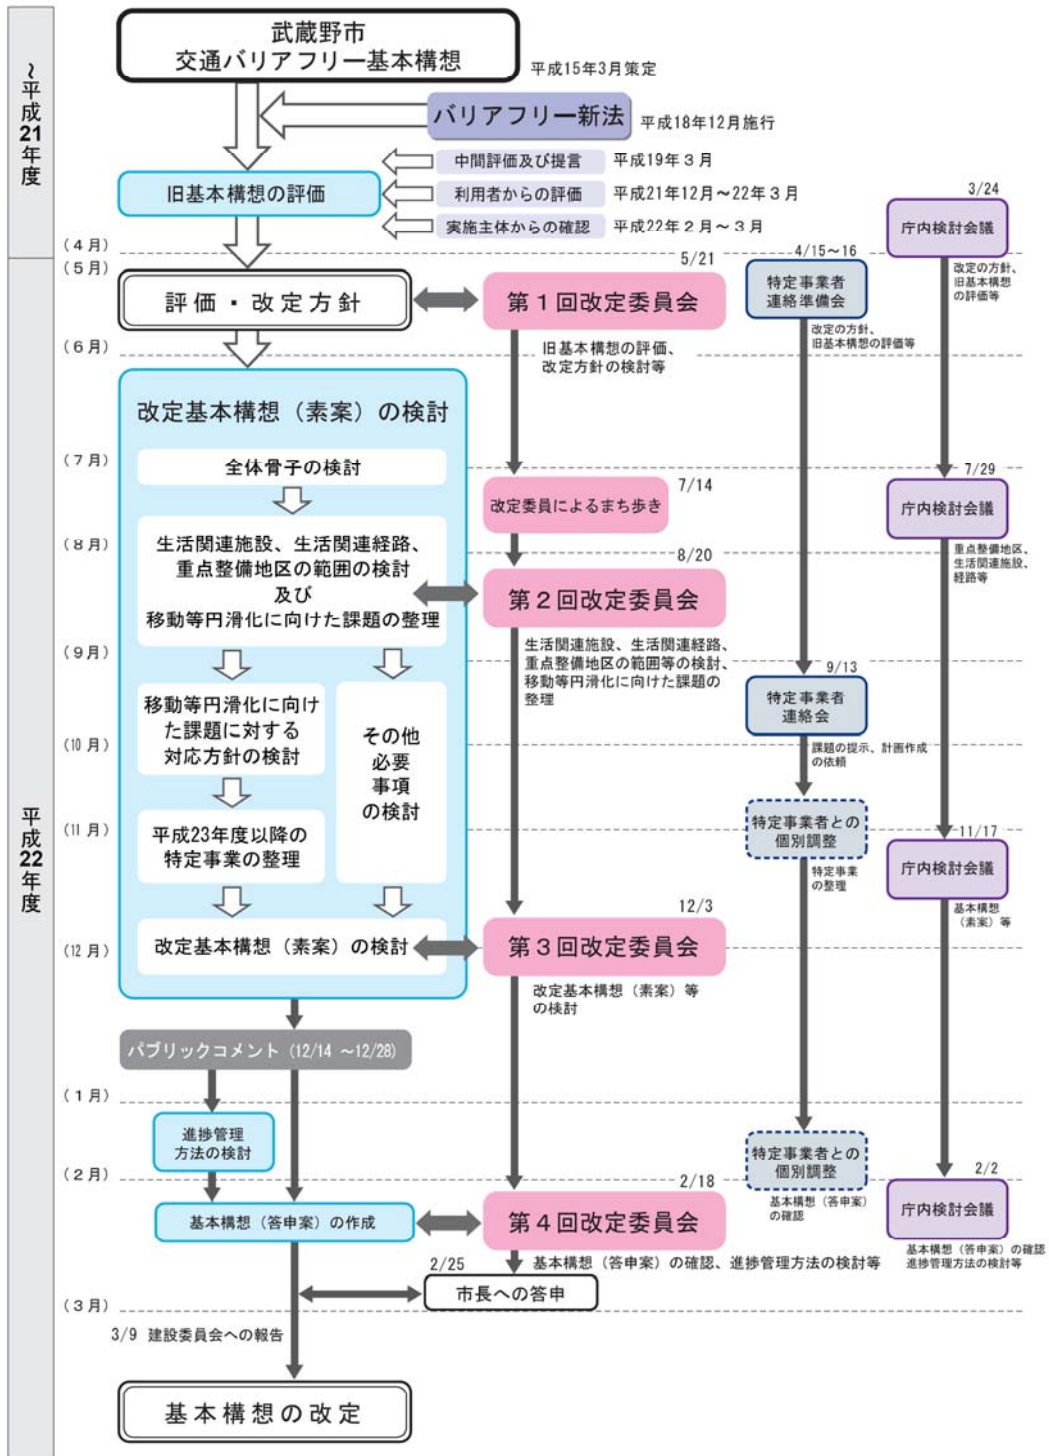 ～平成21年度
武蔵野市
交通バリアフリー基本構想
平成15年3月策定
バリアフリー新法
平成18年12月施行
中間評価及び提言
平成19年3月
旧基本構想の評価
利用者からの評価
平成21年12月～22年3月
実施主体からの確認
平成22年2月～3月
3/24
庁内検討会議
改定の方針、
旧基本構想
の評価等
（4月）
平成22年度
（5月）
評価・改定方針
5/21
第1回改定委員会
旧基本構想の評価、
改定方針の検討等
4/15～16
特定事業者
連絡準備会
改定の方針、
旧基本構想の評価等
（6月）
改定基本構想（素案）の検討
（7月）
全体骨子の検討
7/14
改定委員によるまち歩き
7/29
庁内検討会議
重点整備地区、
生活関連施設、
経路等
（8月）
生活関連施設、生活関連経路、
重点整備地区の範囲の検討
及び
移動等円滑化に向けた課題の整理
8/20
第2回改定委員会
生活関連施設、生活関連経路、
重点整備地区の範囲等の検討、
移動等円滑化に向けた課題の
整理
（9月）
9/13
特定事業者
連絡会
課題の提示、計画作成
の依頼
移動等円滑化に向け
た課題に対する
対応方針の検討
その他
必要
事項
の検討
（10月）
（11月）
平成23年度以降の
特定事業の整理
特定事業者との
個別調整
特定事業
の整理
11/17
庁内検討会議
基本構想
（素案）等
（12月）
改定基本構想（素案）の検討
12/3
第3回改定委員会
改定基本構想（素案）等
の検討
パブリックコメント（12/14 ～12/28）
（1月）
進捗管理
方法の検討
特定事業者との
個別調整
基本構想（答申案）
の確認
（2月）
2/2
庁内検討会議
基本構想（答申案）の確認
進捗管理方法の検討等
基本構想（答申案）の作成
2/18
第4回改定委員会
基本構想（答申案）の確認、進捗管理方法の検討等
2/25
市長への答申
（3月）
3/9 建設委員会への報告
基本構想の改定